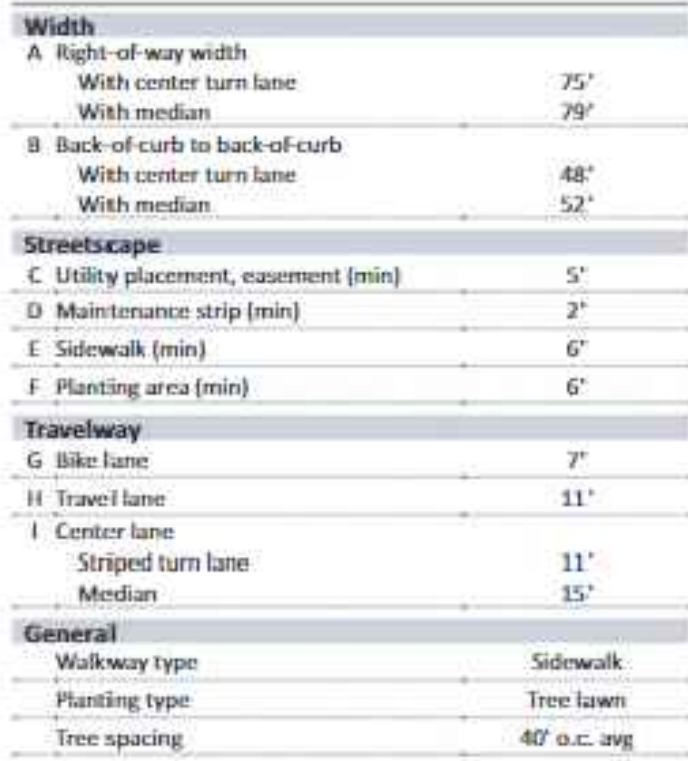 Width
A Right-of-way width
With center turn lane 75'
With median 79'
B Back-of-curb to back-of-curb
With center turn lane 48'
With median 52'
Streetscape
C Utility placement, easement (min) 5'
D Maintenance strip (min) 2'
E Sidewalk (min) 6'
F Planting area (min) 6'
Travelway
G Bike lane 7'
H Travel lane 11'
I Center lane
Striped turn lane 11'
Median 15'
General
Walkway type Sidewalk
Planting type Tree lawn
Tree spacing 40' o.c. avg